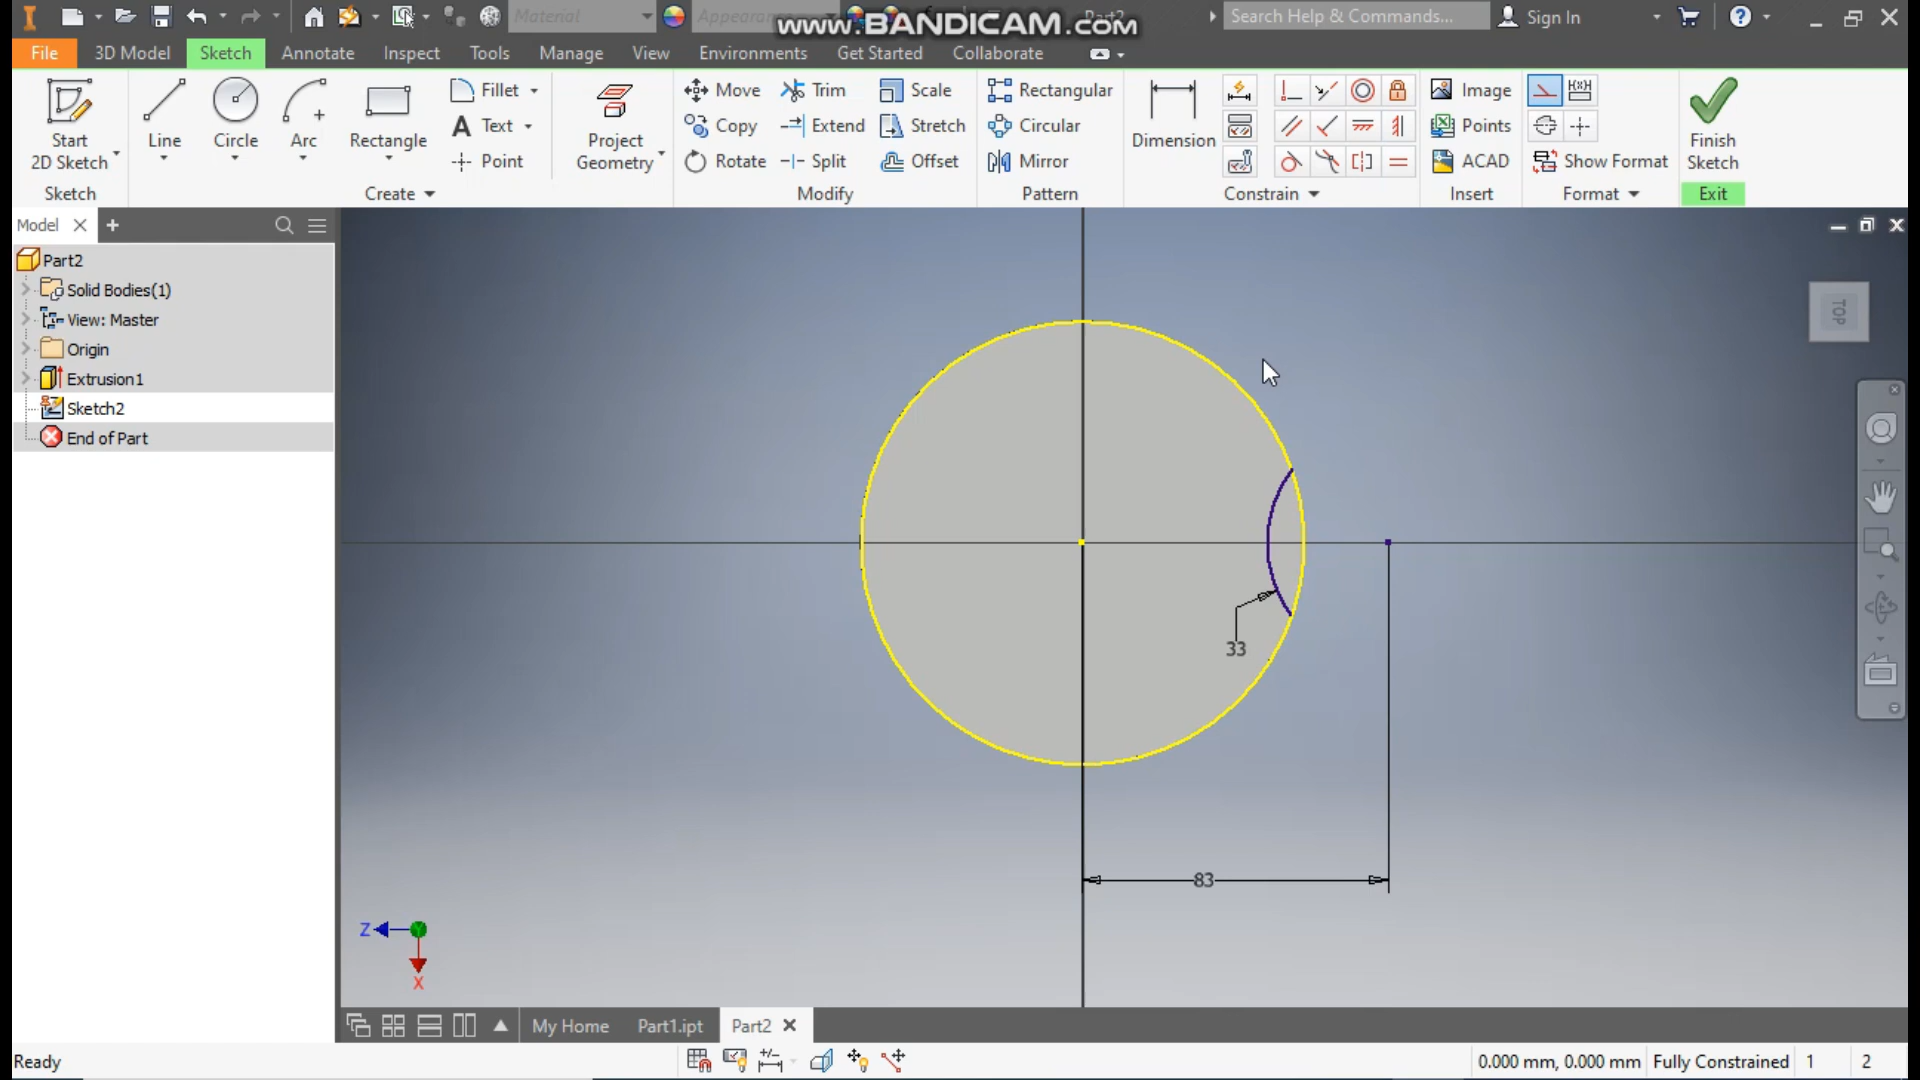 Material
Appearance
www.BANDICAM.com
Part2
Search Help & Commands...
Sign In
File
3D Model
Sketch
Annotate
Inspect
Tools
Manage
View
Environments
Get Started
Collaborate
Start
2D Sketch
Line
Circle
Arc
Rectangle
Fillet
Text
Point
Project
Geometry
Move
Copy
Rotate
Trim
Extend
Split
Scale
Stretch
Offset
Rectangular
Circular
Mirror
Dimension
Image
Points
ACAD
Show Format
Finish
Sketch
Sketch
Create
Modify
Pattern
Constrain
Insert
Format
Exit
Model
Part2
Solid Bodies(1)
View: Master
Origin
Extrusion1
Sketch2
End of Part
TOP
33
83
Z
X
My Home
Part1.ipt
Part2
Ready
0.000 mm, 0.000 mm
Fully Constrained
1
2